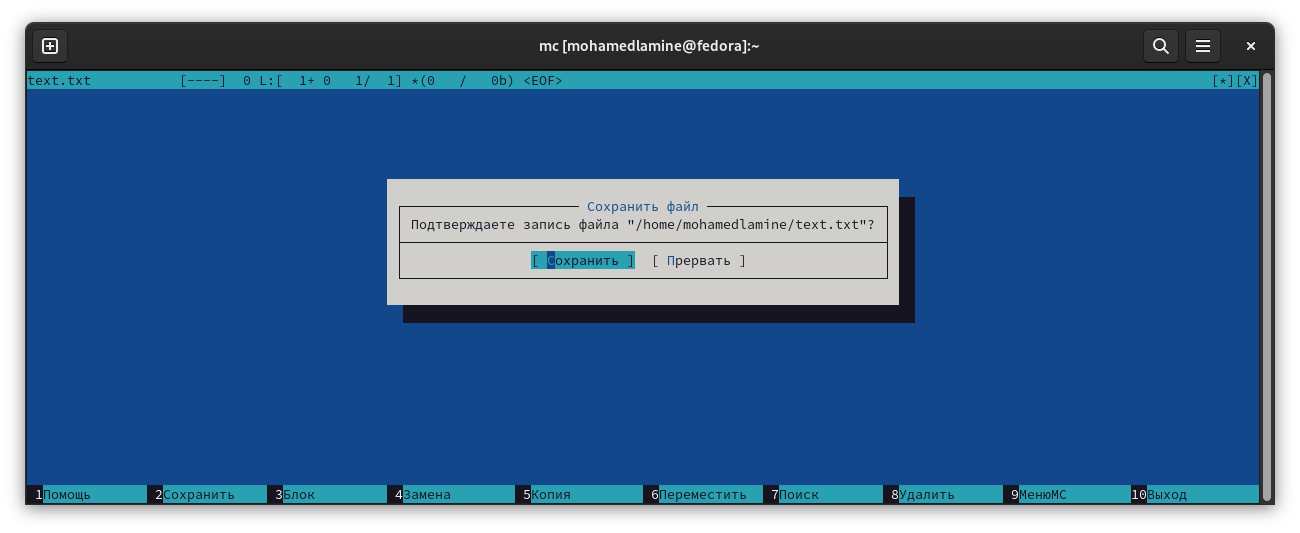 mc [mohamedlamine@fedora]:~
text.txt [----] 0 L:[ 1+ 0 1/ 1] *(0 / 0b) <EOF> [*][X]
Сохранить файл
Подтверждаете запись файла "/home/mohamedlamine/text.txt"?
[ Сохранить ] [ Прервать ]
1Помощь 2Сохранить 3Блок 4Замена 5Копия 6Переместить 7Поиск 8Удалить 9МенюMC 10Выход